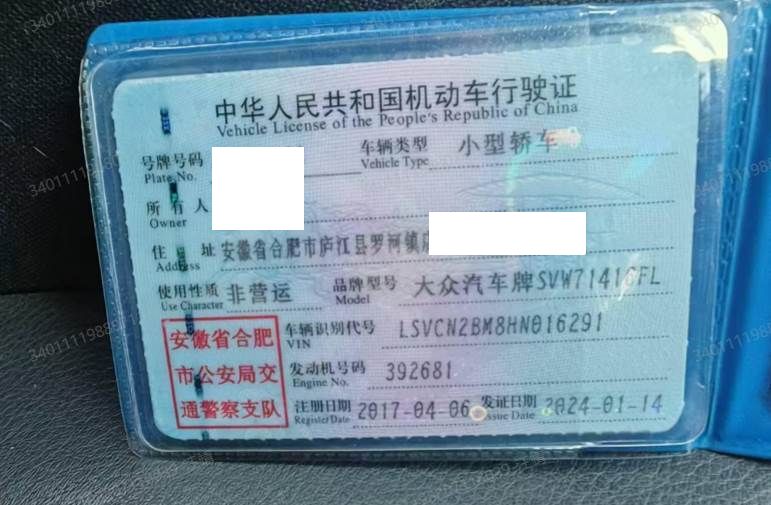 中华人民共和国机动车行驶证
Vehicle License of the People's Republic of China
号牌号码 车辆类型 小型轿车
Plate No. Vehicle Type
所有人
Owner
住址 安徽省合肥市庐江县罗河镇
Address
使用性质 非营运 品牌型号 大众汽车牌SVW71416FL
Use Character Model
安徽省合肥 车辆识别代号 LSVCN2BM8HN016291
VIN
市公安局交 发动机号码 392681
Engine No.
通警察支队 注册日期 2017-04-06 发证日期 2024-01-14
Register Date Issue Date